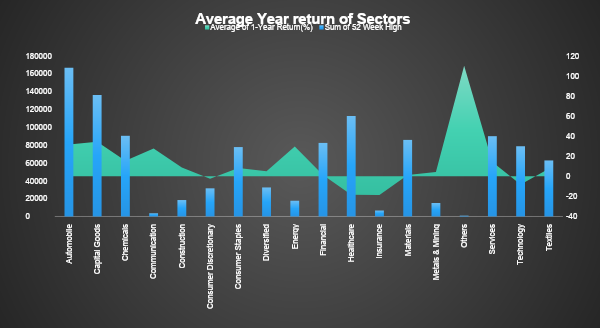 Average Year return of Sectors
Average of 1-Year Return(%) Sum of 52 Week High
180000
160000
140000
120000
100000
80000
60000
40000
20000
0
120
100
80
60
40
20
0
-20
-40
Automobile
Capital Goods
Chemicals
Communication
Construction
Consumer Discretionary
Consumer Staples
Diversified
Energy
Financial
Healthcare
Insurance
Materials
Metals & Mining
Others
Services
Technology
Textiles